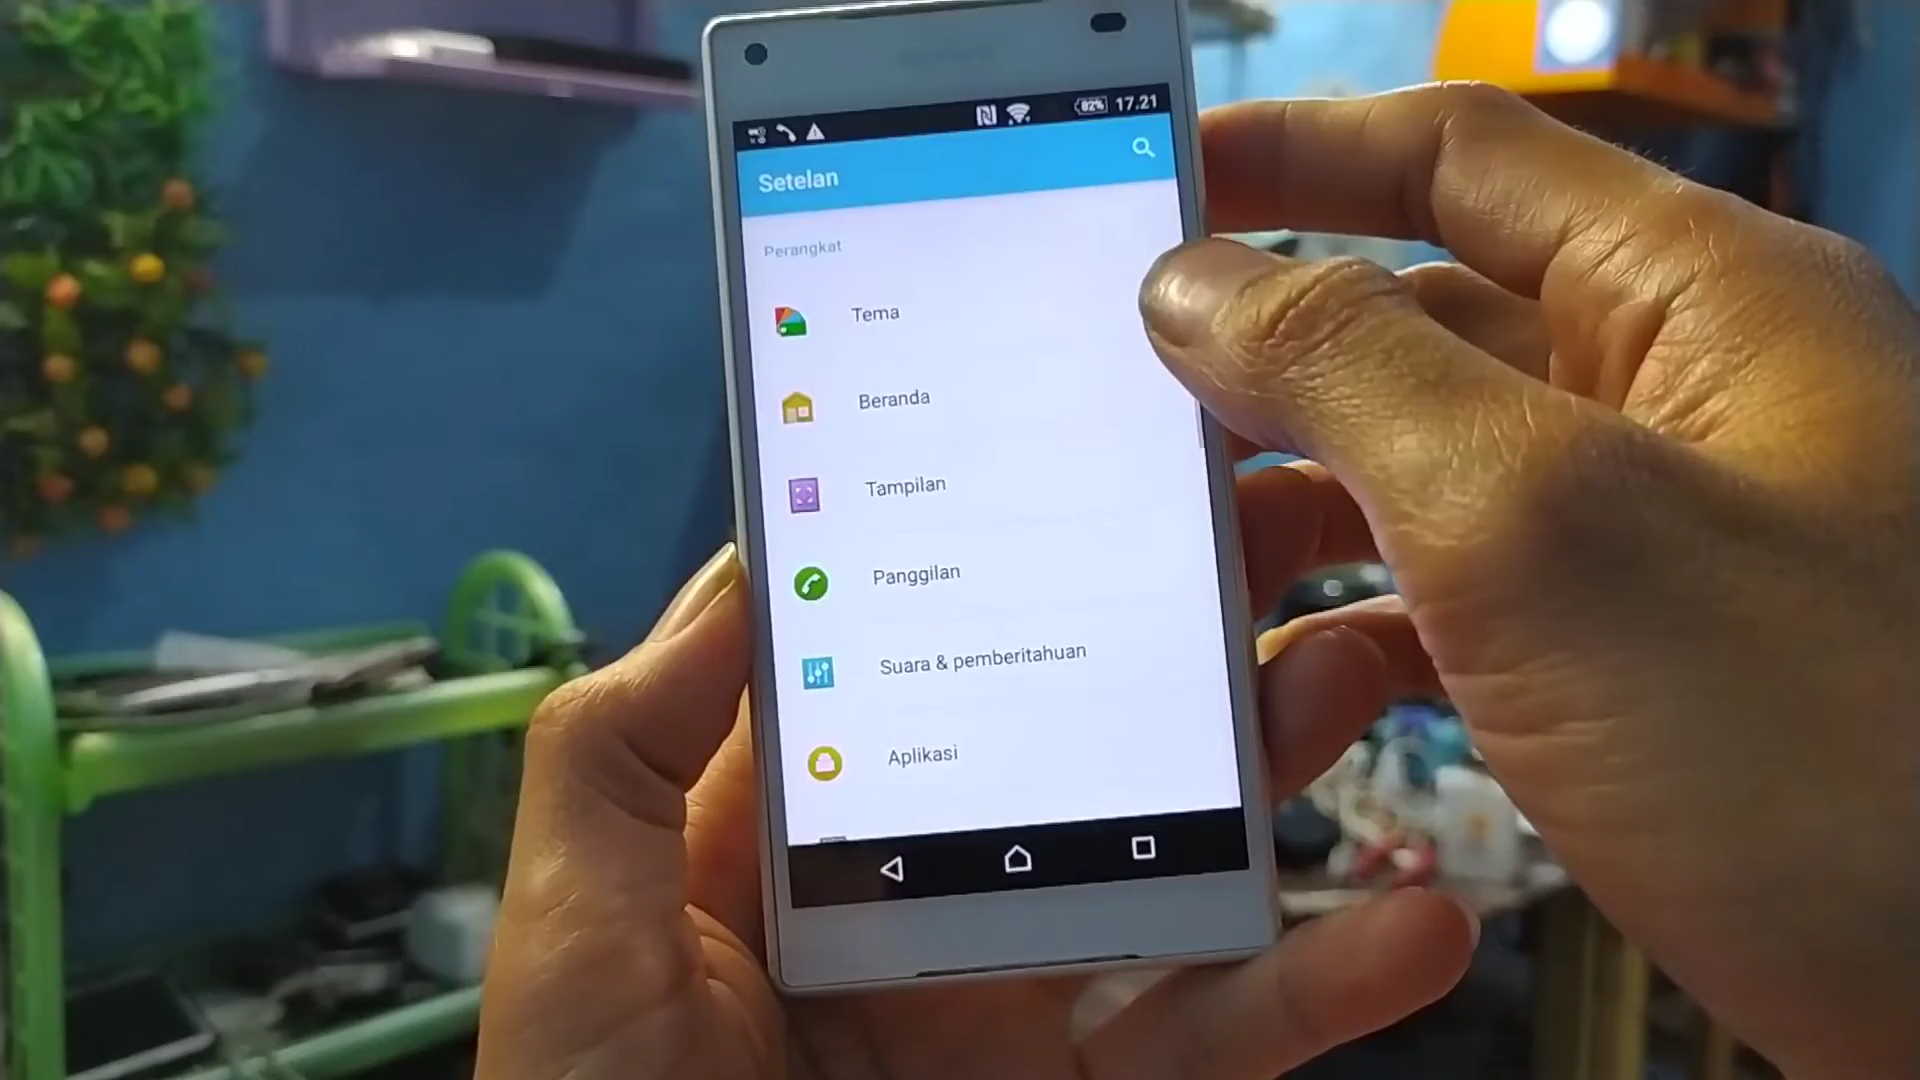 82% 17.21
Setelan
Perangkat
Tema
Beranda
Tampilan
Panggilan
Suara & pemberitahuan
Aplikasi